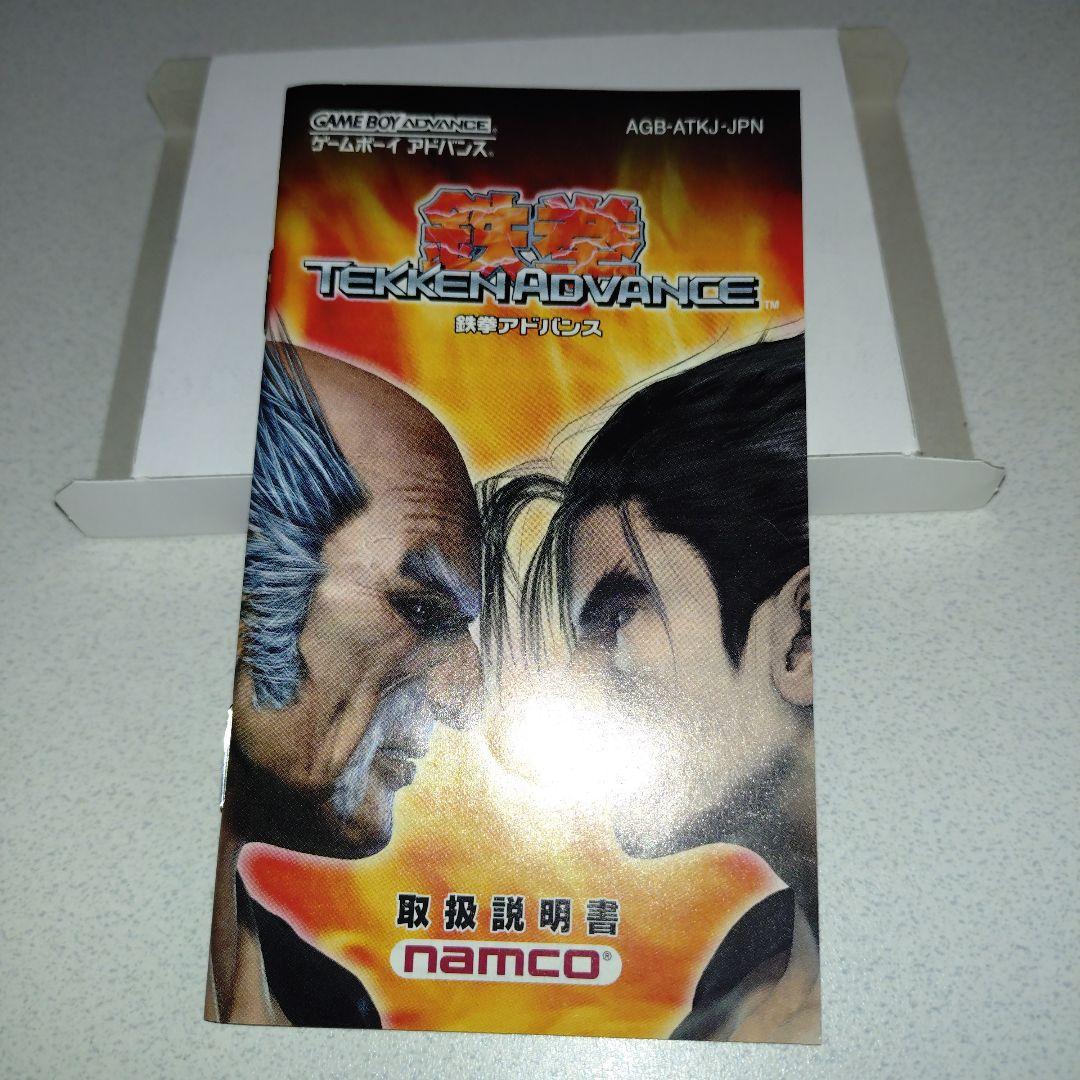 GAME BOY ADVANCE
ゲームボーイ アドバンス®
AGB-ATKJ-JPN
鉄拳
TEKKEN ADVANCE™
鉄拳アドバンス
取扱説明書
namco®